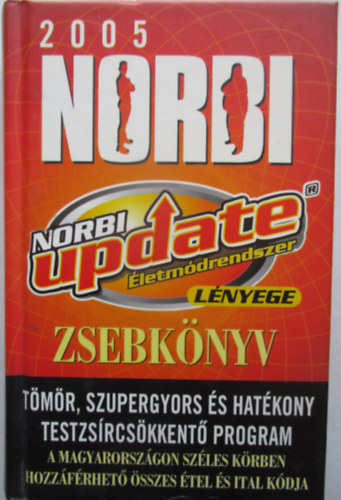 2005
NORBI
NORBI
update®
Életmódrendszer
LÉNYEGE
ZSEBKÖNYV
TÖMÖR, SZUPERGYORS ÉS HATÉKONY
TESTZSÍRCSÖKKENTŐ PROGRAM
A MAGYARORSZÁGON SZÉLES KÖRBEN
HOZZÁFÉRHETŐ ÖSSZES ÉTEL ÉS ITAL KÓDJA